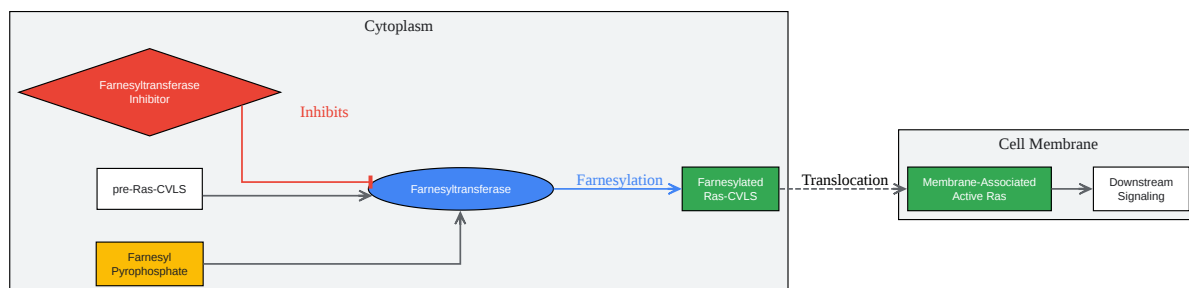 Cytoplasm
Farnesyltransferase
Inhibitor
Inhibits
pre-Ras-CVLS
Farnesyltransferase
Farnesylation
Farnesylated
Ras-CVLS
Farnesyl
Pyrophosphate
Translocation
Cell Membrane
Membrane-Associated
Active Ras
Downstream
Signaling